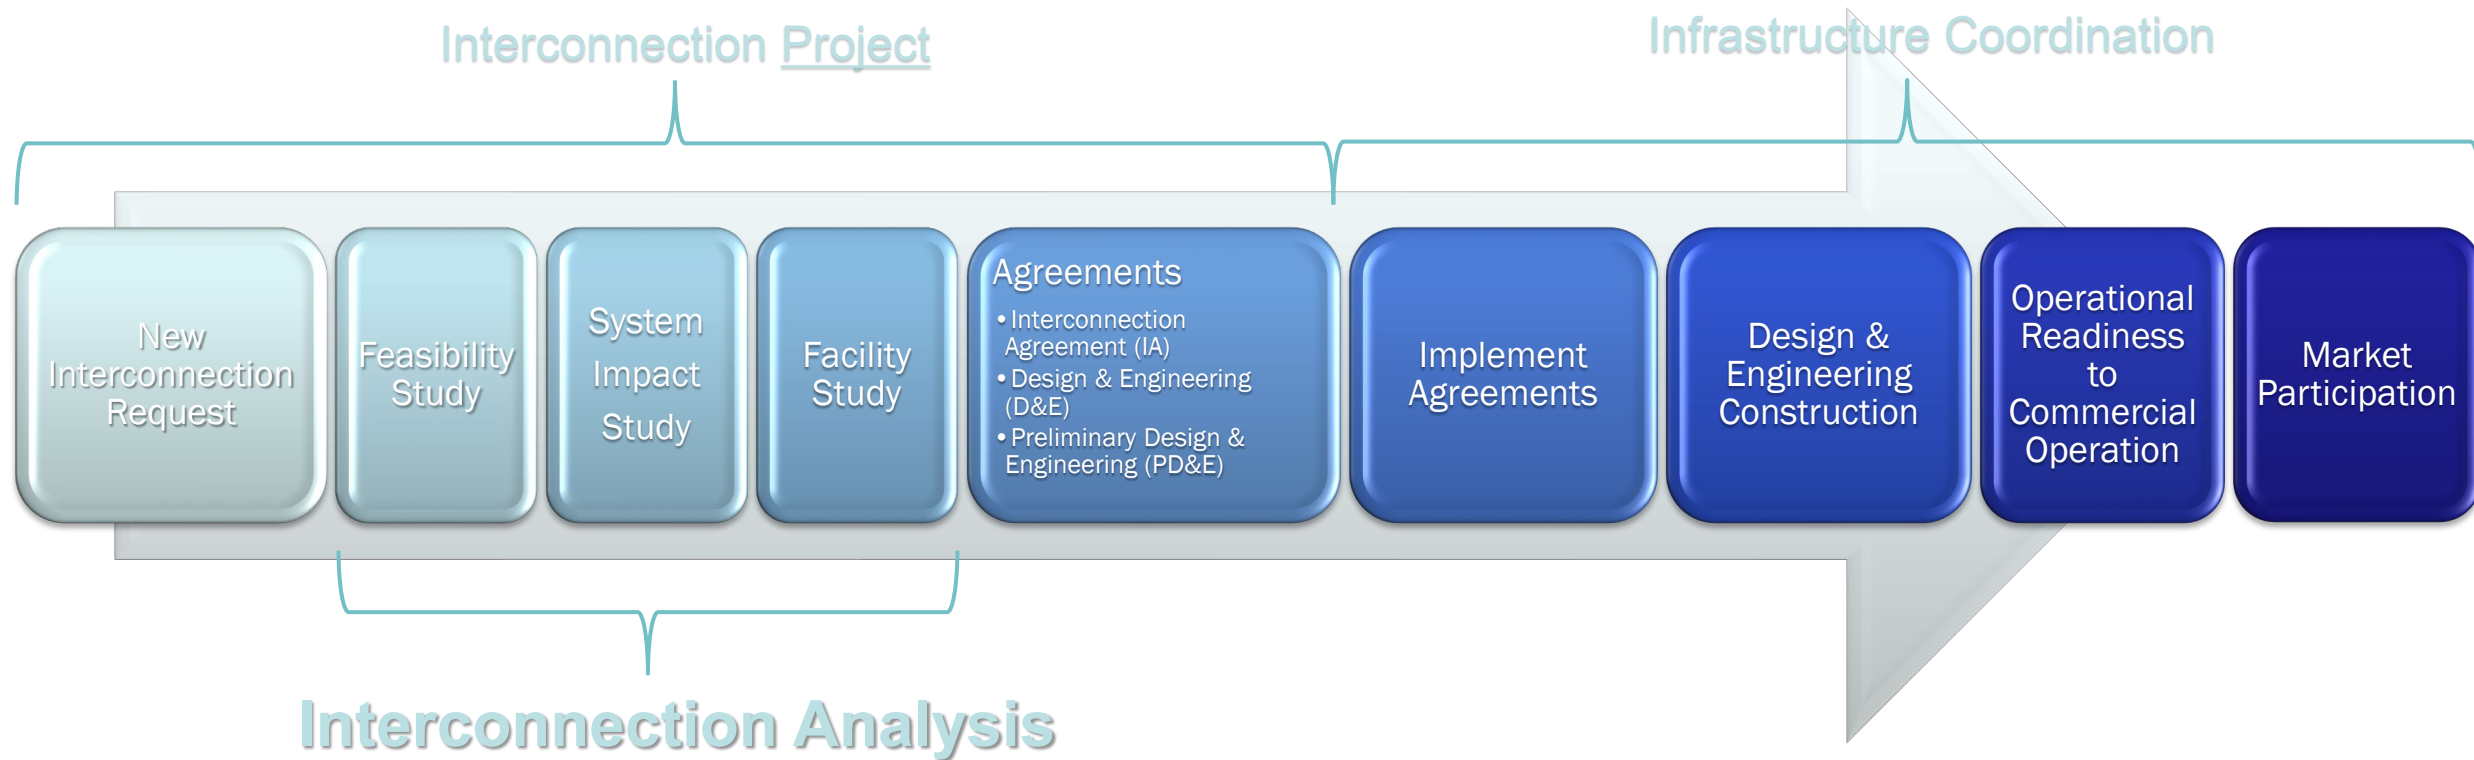 Interconnection Project
Infrastructure Coordination
New
Interconnection
Request
Feasibility
Study
System
Impact
Study
Facility
Study
Agreements
•Interconnection
Agreement (IA)
•Design & Engineering
(D&E)
•Preliminary Design &
Engineering (PD&E)
Implement
Agreements
Design &
Engineering
Construction
Operational
Readiness
to
Commercial
Operation
Market
Participation
Interconnection Analysis